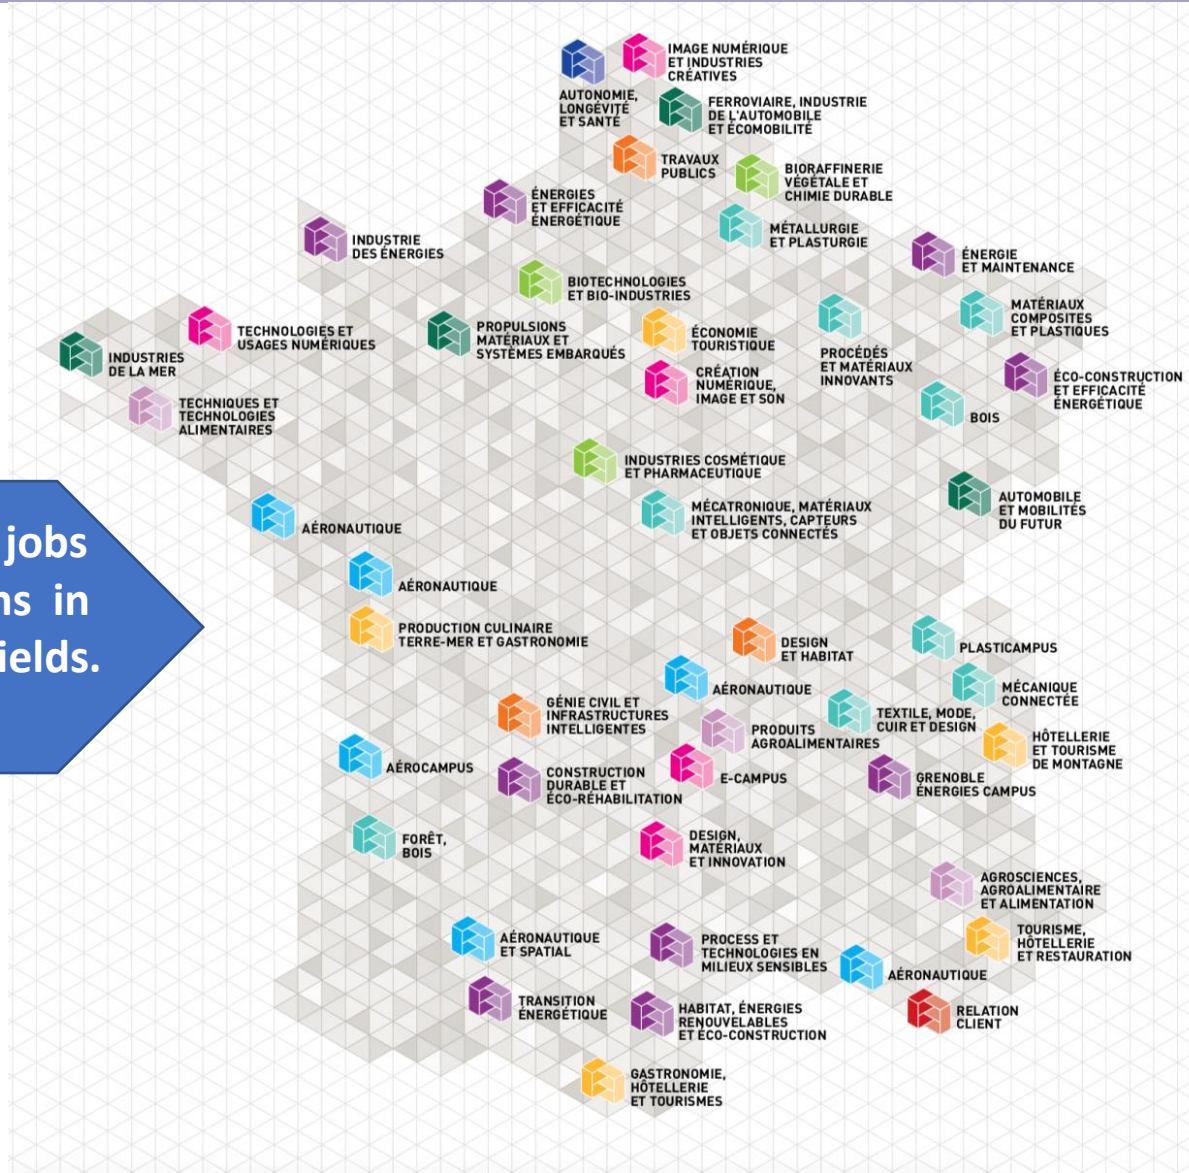 IMAGE NUMÉRIQUE
ET INDUSTRIES
CRÉATIVES
AUTONOMIE,
LONGÉVITÉ
ET SANTÉ
FERROVIAIRE, INDUSTRIE
DE L'AUTOMOBILE
ET ÉCOMOBILITÉ
TRAVAUX
PUBLICS
BIORAFFINERIE
VÉGÉTALE ET
CHIMIE DURABLE
ÉNERGIES
ET EFFICACITÉ
ÉNERGÉTIQUE
MÉTALLURGIE
ET PLASTURGIE
INDUSTRIE
DES ÉNERGIES
ÉNERGIE
ET MAINTENANCE
BIOTECHNOLOGIES
ET BIO-INDUSTRIES
MATÉRIAUX
COMPOSITES
ET PLASTIQUES
TECHNOLOGIES ET
USAGES NUMÉRIQUES
PROPULSIONS
MATÉRIAUX ET
SYSTÈMES EMBARQUÉS
ÉCONOMIE
TOURISTIQUE
PROCÉDÉS
ET MATÉRIAUX
INNOVANTS
INDUSTRIES
DE LA MER
CRÉATION
NUMÉRIQUE,
IMAGE ET SON
ÉCO-CONSTRUCTION
ET EFFICACITÉ
ÉNERGÉTIQUE
TECHNIQUES ET
TECHNOLOGIES
ALIMENTAIRES
BOIS
INDUSTRIES COSMÉTIQUE
ET PHARMACEUTIQUE
MÉCATRONIQUE, MATÉRIAUX
INTELLIGENTS, CAPTEURS
ET OBJETS CONNECTÉS
AUTOMOBILE
ET MOBILITÉS
DU FUTUR
AÉRONAUTIQUE
jobs
ns in
ields.
AÉRONAUTIQUE
PRODUCTION CULINAIRE
TERRE-MER ET GASTRONOMIE
DESIGN
ET HABITAT
PLASTICAMPUS
AÉRONAUTIQUE
MÉCANIQUE
CONNECTÉE
GÉNIE CIVIL ET
INFRASTRUCTURES
INTELLIGENTES
TEXTILE, MODE,
CUIR ET DESIGN
PRODUITS
AGROALIMENTAIRES
HÔTELLERIE
ET TOURISME
DE MONTAGNE
AÉROCAMPUS
CONSTRUCTION
DURABLE ET
ÉCO-RÉHABILITATION
E-CAMPUS
GRENOBLE
ÉNERGIES CAMPUS
FORÊT,
BOIS
DESIGN,
MATÉRIAUX
ET INNOVATION
AGROSCIENCES,
AGROALIMENTAIRE
ET ALIMENTATION
AÉRONAUTIQUE
ET SPATIAL
PROCESS ET
TECHNOLOGIES EN
MILIEUX SENSIBLES
TOURISME,
HÔTELLERIE
ET RESTAURATION
AÉRONAUTIQUE
TRANSITION
ÉNERGÉTIQUE
HABITAT, ÉNERGIES
RENOUVELABLES
ET ÉCO-CONSTRUCTION
RELATION
CLIENT
GASTRONOMIE,
HÔTELLERIE
ET TOURISMES